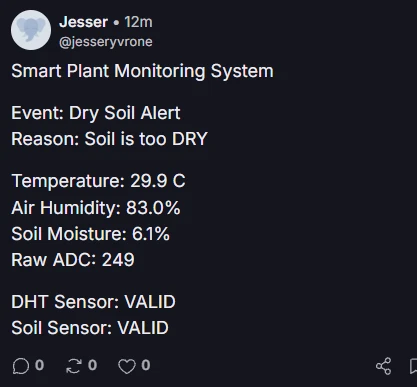 Jesser • 12m
@jesseryvrone
Smart Plant Monitoring System
Event: Dry Soil Alert
Reason: Soil is too DRY
Temperature: 29.9 C
Air Humidity: 83.0%
Soil Moisture: 6.1%
Raw ADC: 249
DHT Sensor: VALID
Soil Sensor: VALID
0 0 0